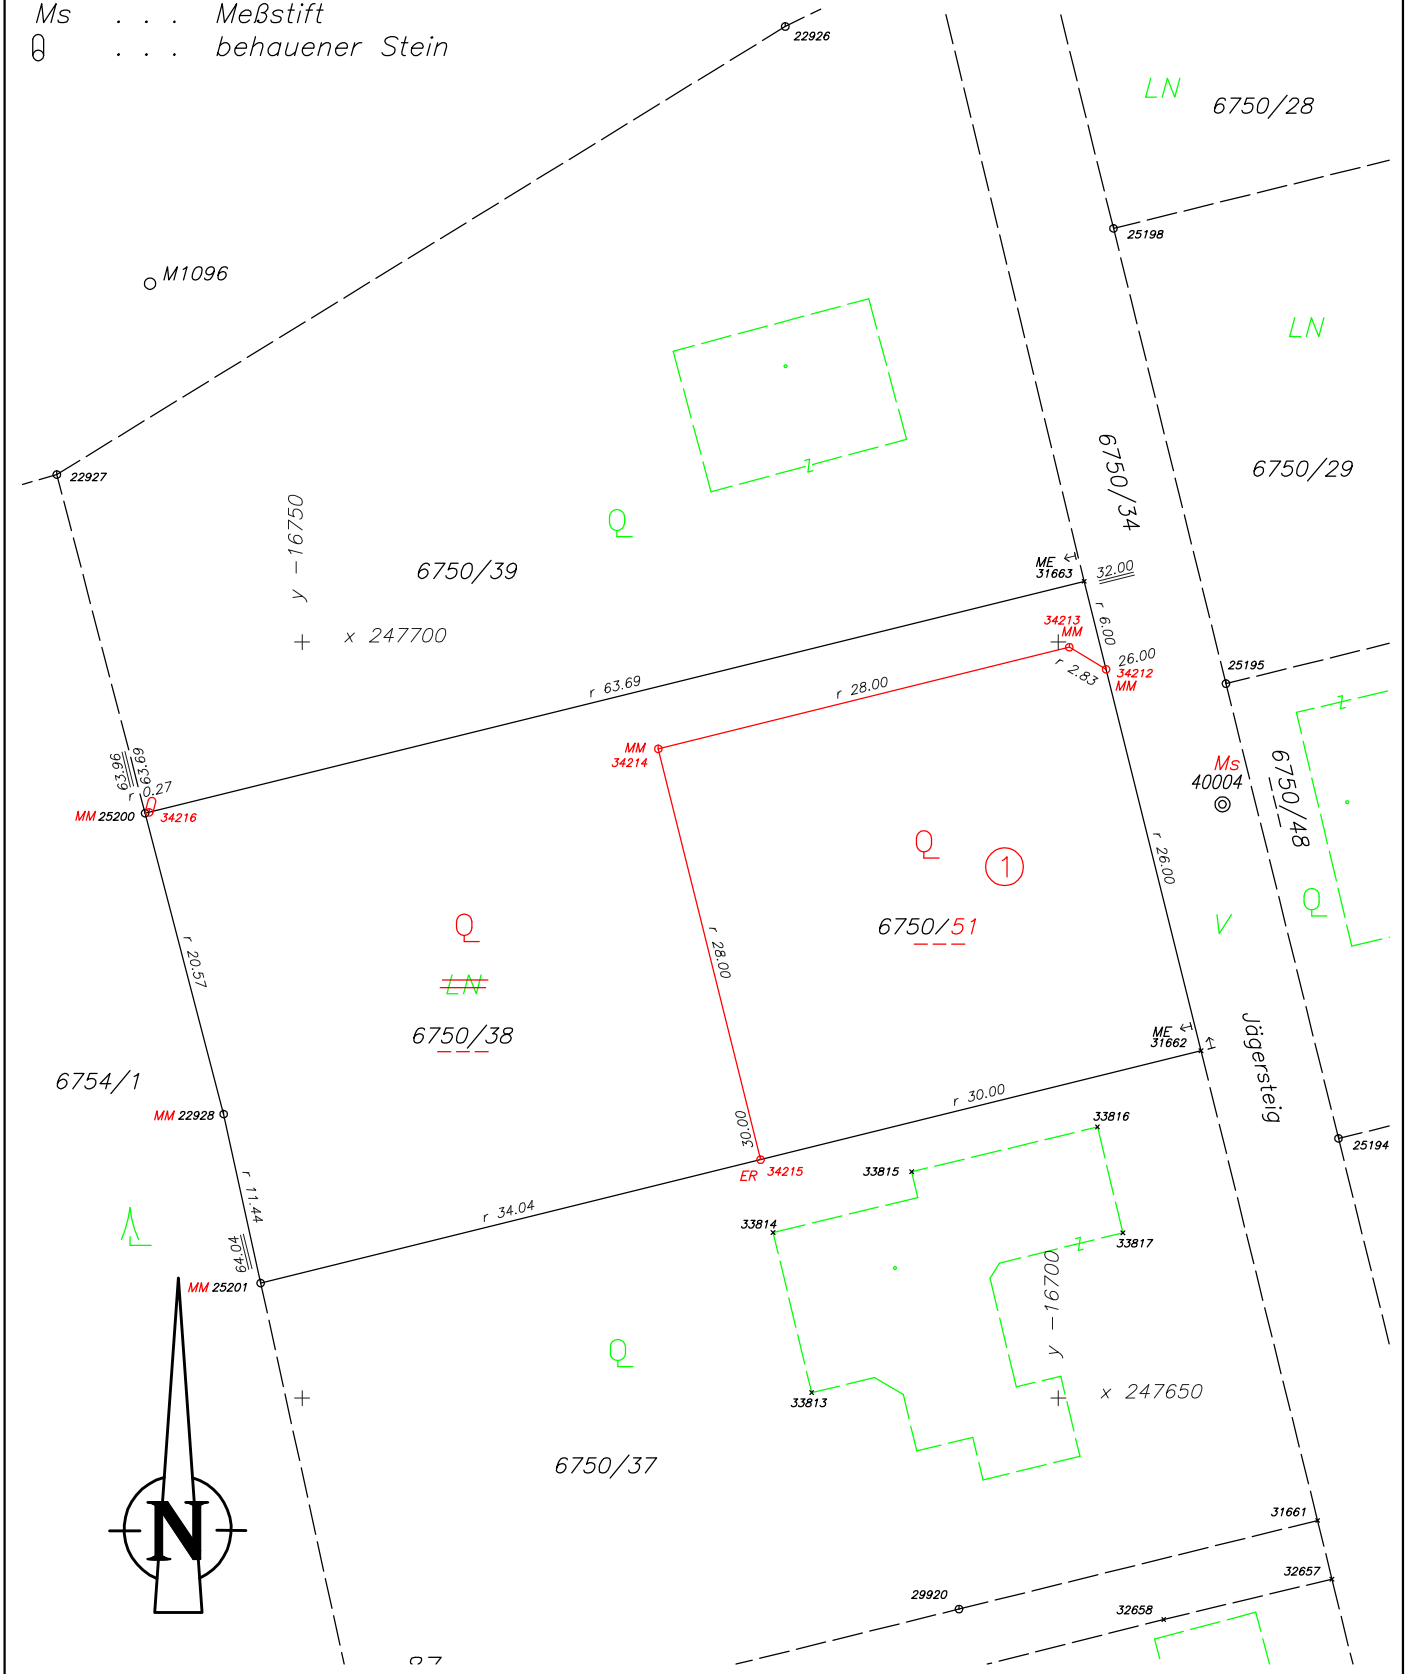 Ms . . . Meßstift
. . . behauener Stein
22926
LN
6750/28
25198
M1096
LN
6750/34
6750/29
22927
y -16750
Z
Q
6750/39
ME
31663
32.00
r 6.00
x 247700
34213
MM
26.00
34212
MM
r 2.83
25195
Z
r 63.69
r 28.00
MM
34214
63.96
63.69
r 0.27
MM 25200
34216
Ms
40004
6750/48
Q
1
r 26.00
Q
V
6750/51
Q
LN
r 20.57
r 28.00
6750/38
ME
31662
Jägersteig
6754/1
MM 22928
r 30.00
30.00
33816
25194
33815
ER 34215
r 11.44
r 34.04
33814
33817
Z
64.04
MM 25201
y -16700
Q
33813
x 247650
6750/37
N
31661
32657
29920
32658